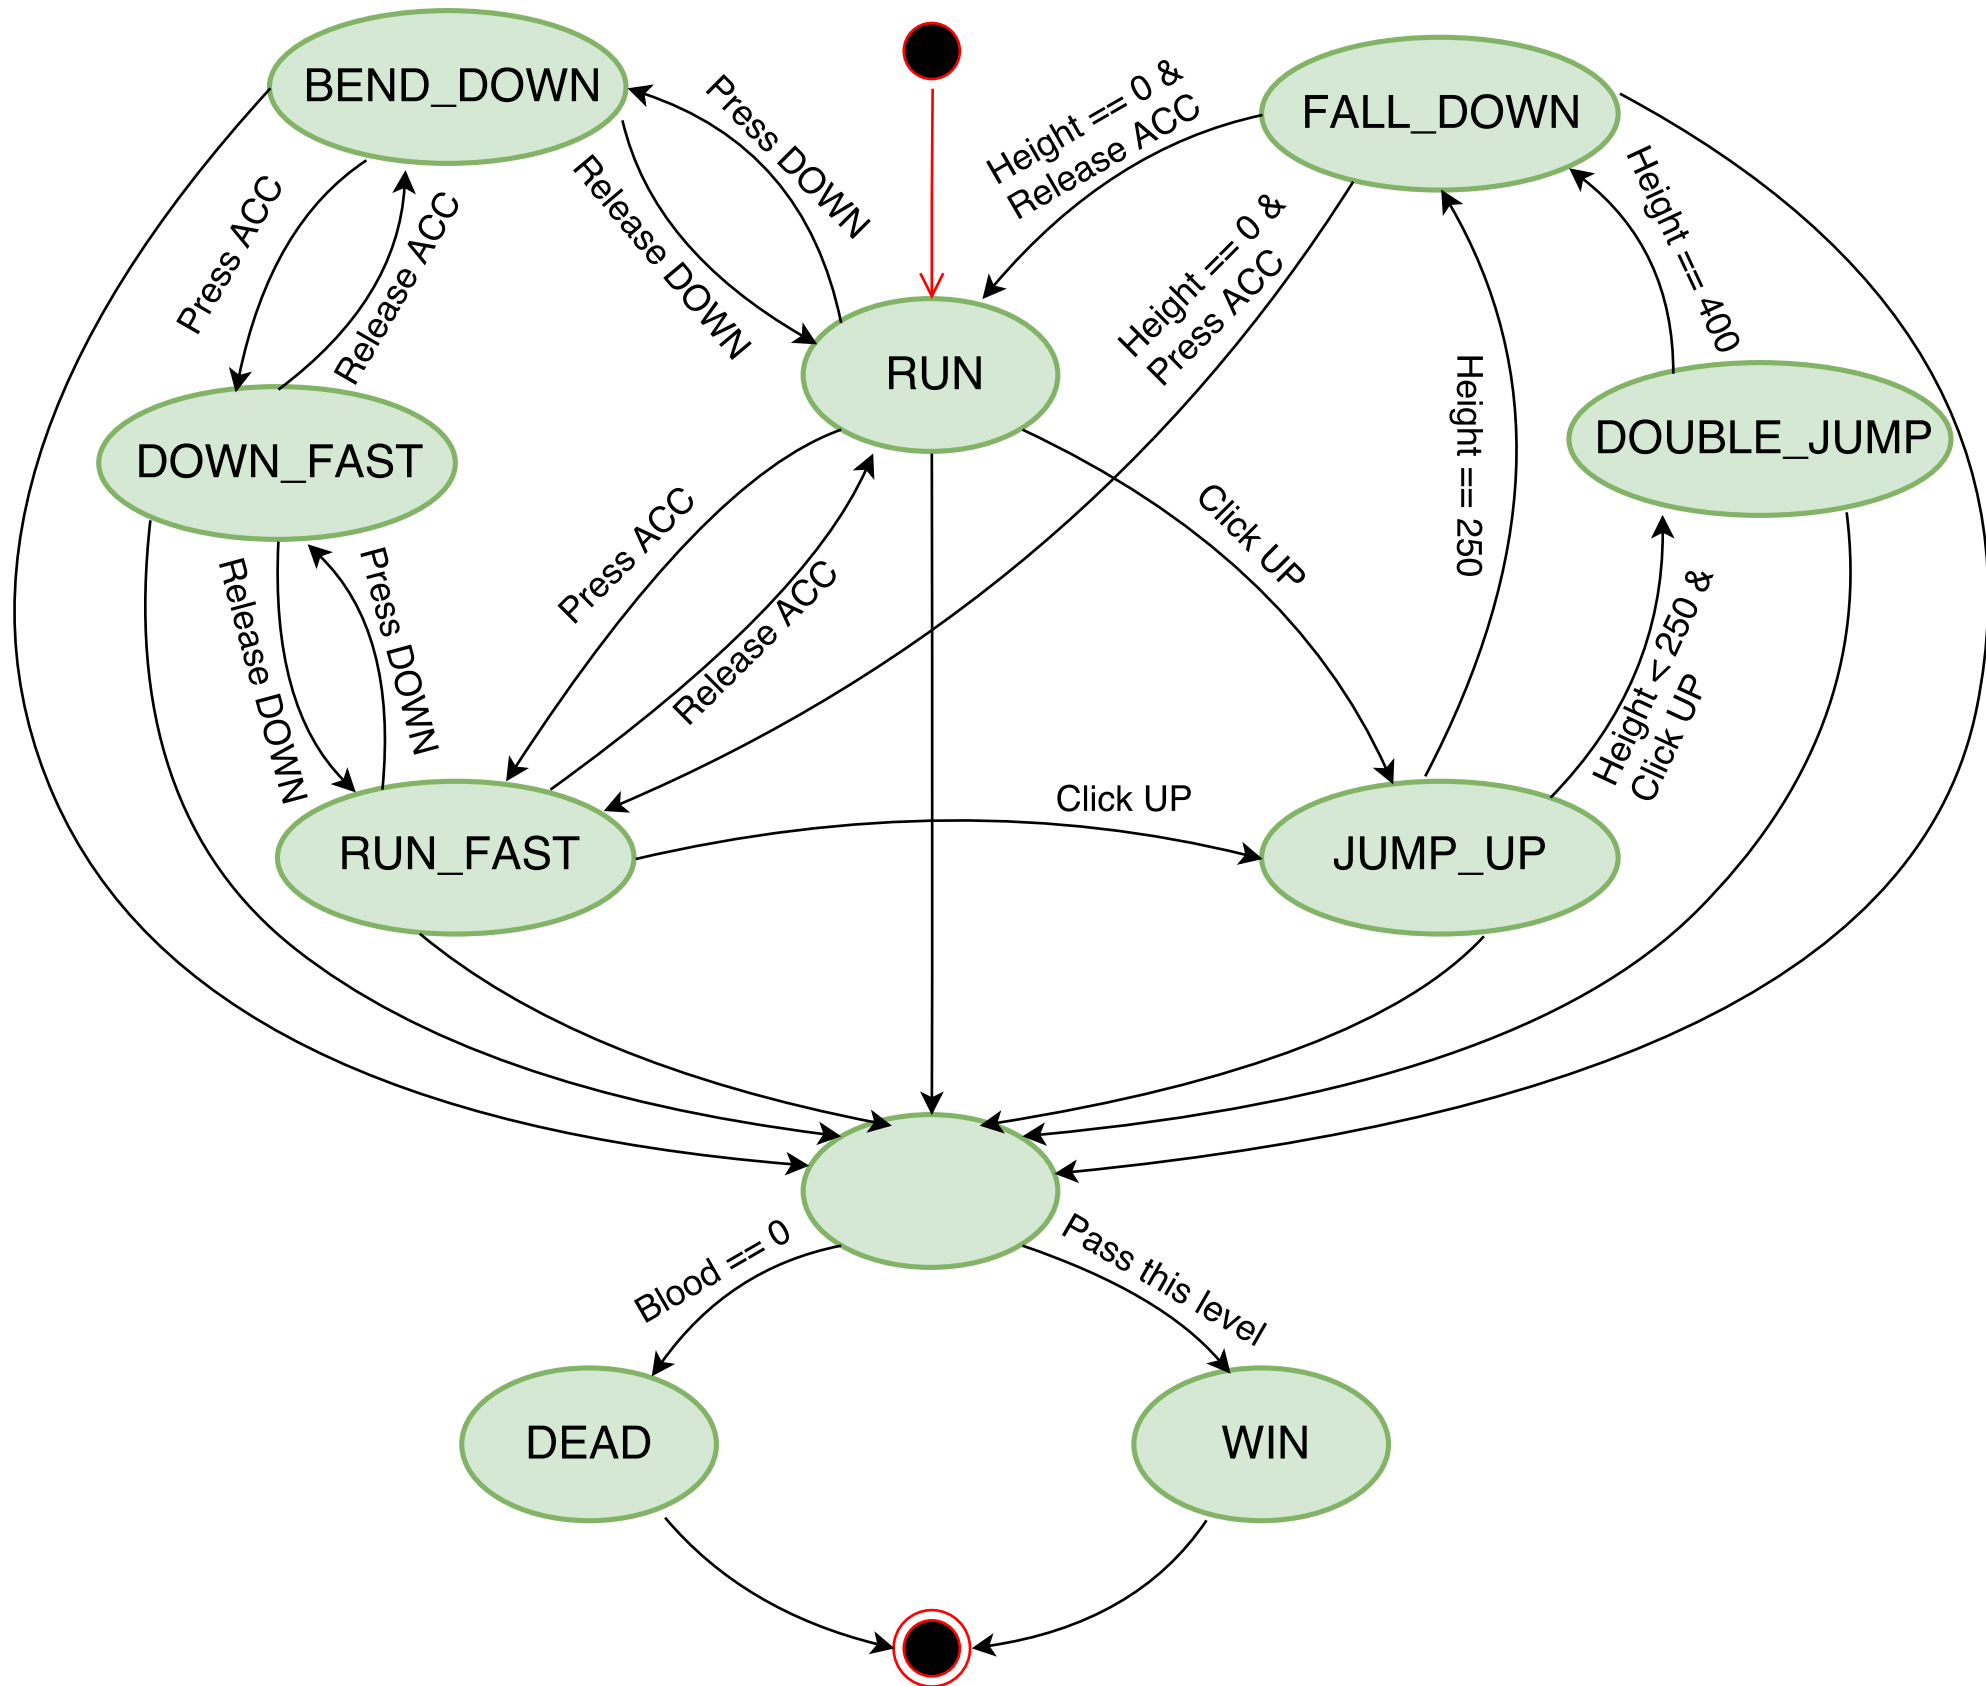 BEND_DOWN
FALL_DOWN
Press DOWN
Height == 0 &
Release ACC
Press ACC
Release ACC
Release DOWN
Height == 0 &
Press ACC
Height == 400
RUN
Height == 250
DOUBLE_JUMP
DOWN_FAST
Press ACC
Click UP
Release DOWN
Press DOWN
Release ACC
Height < 250 &
Click UP
Click UP
RUN_FAST
JUMP_UP
Blood == 0
Pass this level
DEAD
WIN